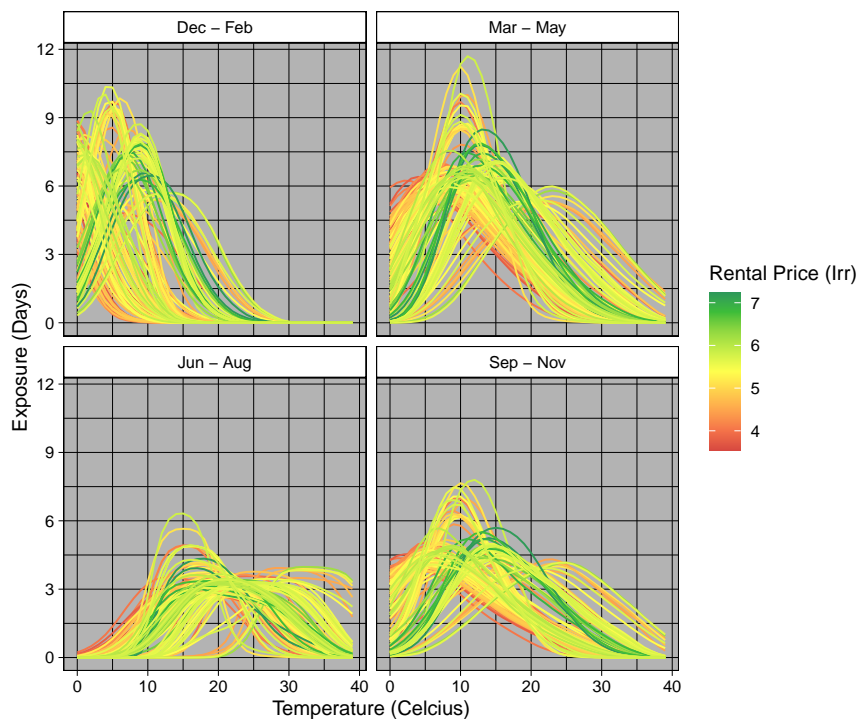 Dec – Feb
Mar – May
12
9
6
3
0
Jun – Aug
Sep – Nov
12
9
6
3
0
0 10 20 30 40
0 10 20 30 40
Exposure (Days)
Temperature (Celcius)
Rental Price (Irr)
7
6
5
4